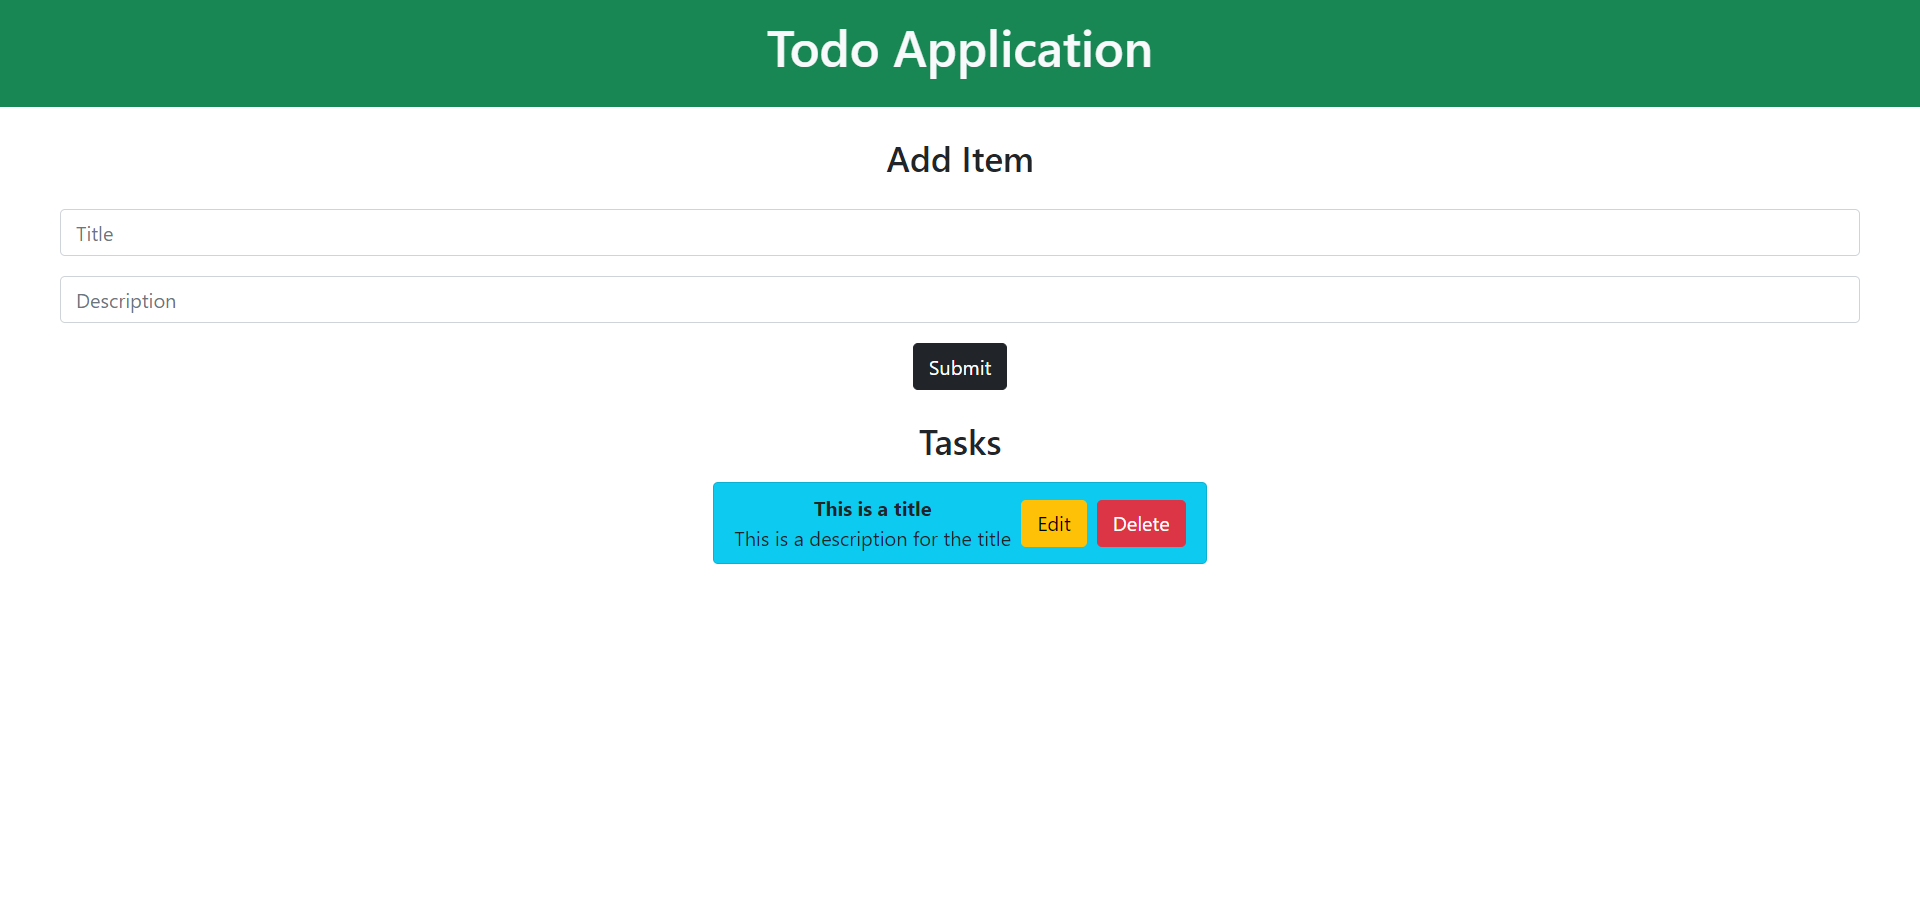 Todo Application
Add Item
Title
Description
Submit
Tasks
This is a title
This is a description for the title
Edit
Delete